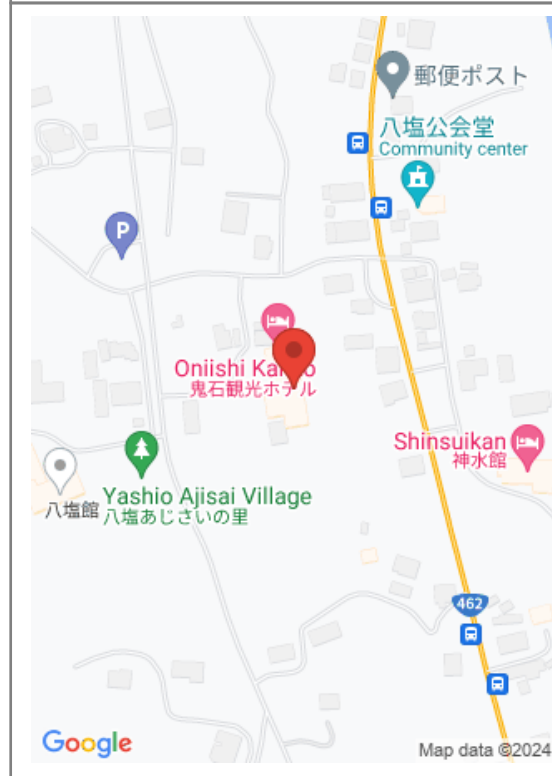 郵便ポスト
八塩公会堂
Community center
P
Oniishi Ka
鬼石観光ホテル
Shinsuikan
神水館
八塩館
Yashio Ajisai Village
八塩あじさいの里
462
Google
Map data ©2024